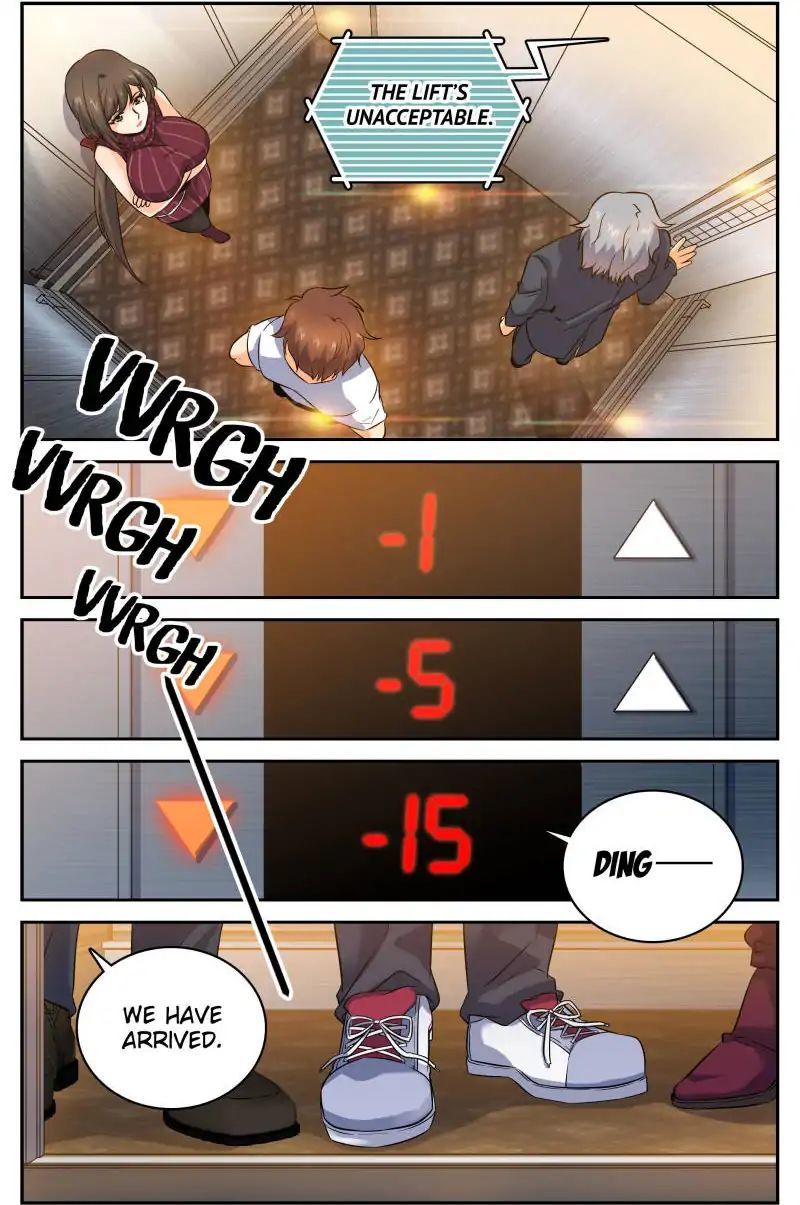 THE LIFT'S
UNACCEPTABLE.
VVRGH
VVRGH
VVRGH
-1
-5
-15
DING—
WE HAVE
ARRIVED.